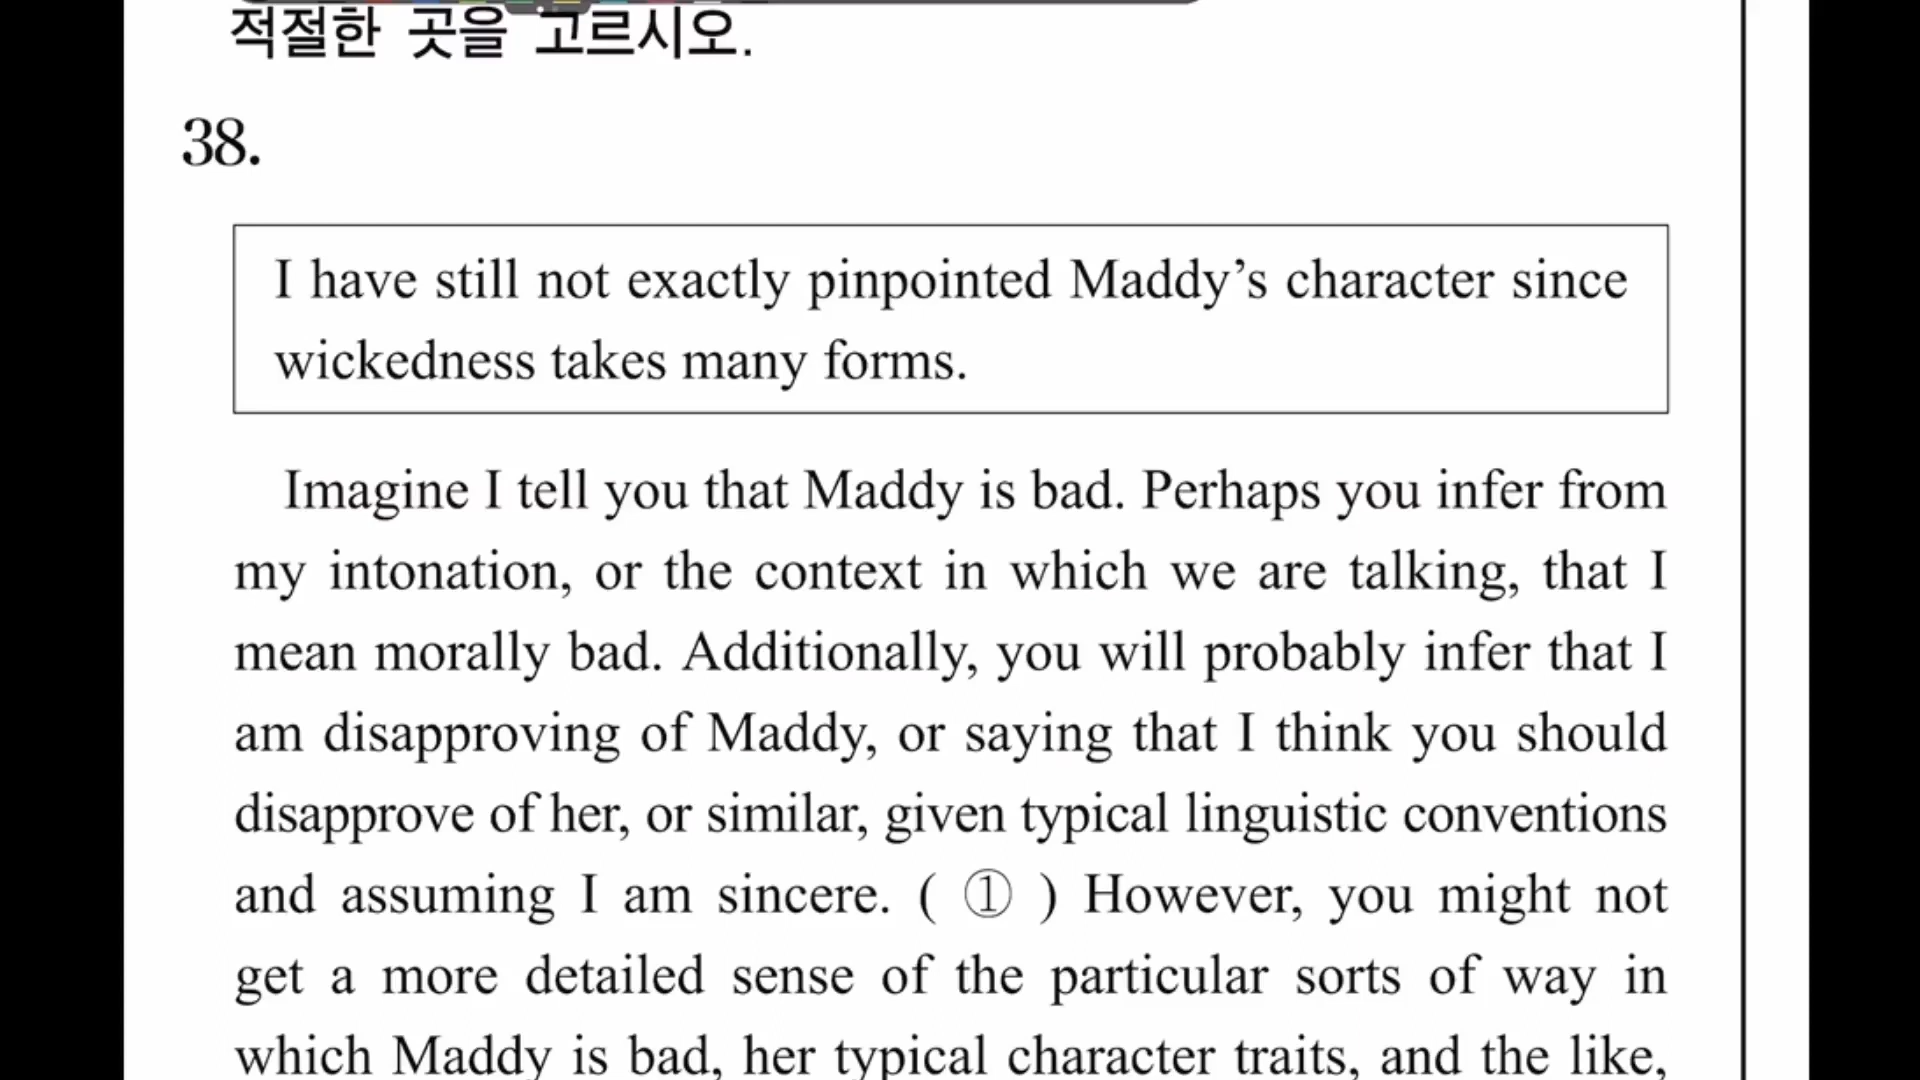 적절한 곳을 고르시오.
38.
I have still not exactly pinpointed Maddy’s character since
wickedness takes many forms.
Imagine I tell you that Maddy is bad. Perhaps you infer from
my intonation, or the context in which we are talking, that I
mean morally bad. Additionally, you will probably infer that I
am disapproving of Maddy, or saying that I think you should
disapprove of her, or similar, given typical linguistic conventions
and assuming I am sincere. ( ① ) However, you might not
get a more detailed sense of the particular sorts of way in
which Maddy is bad, her typical character traits, and the like,